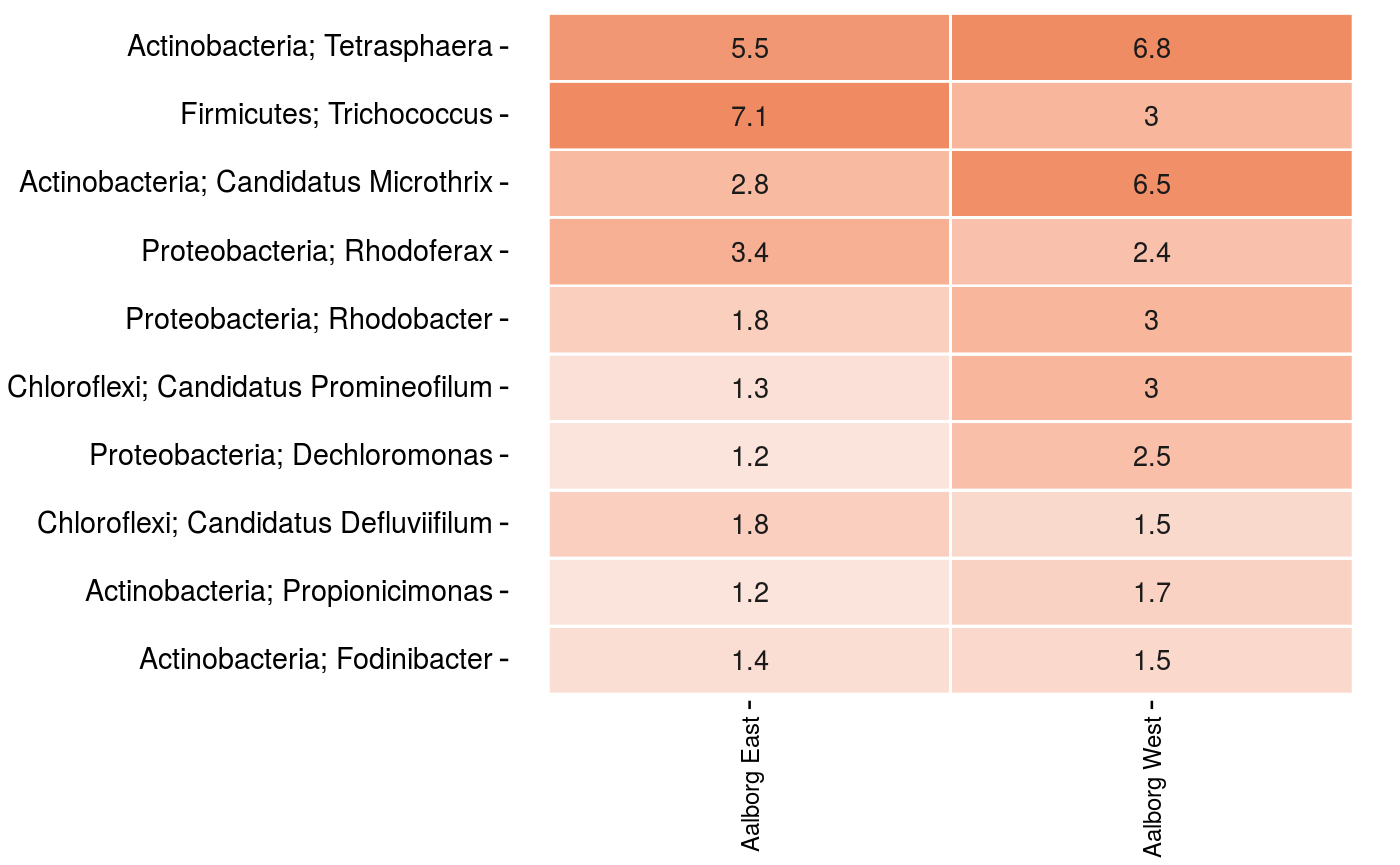 Actinobacteria; Tetrasphaera - 5.5 6.8
Firmicutes; Trichococcus - 7.1 3
Actinobacteria; Candidatus Microthrix - 2.8 6.5
Proteobacteria; Rhodoferax - 3.4 2.4
Proteobacteria; Rhodobacter - 1.8 3
Chloroflexi; Candidatus Promineofilum - 1.3 3
Proteobacteria; Dechloromonas - 1.2 2.5
Chloroflexi; Candidatus Defluviifilum - 1.8 1.5
Actinobacteria; Propionicimonas - 1.2 1.7
Actinobacteria; Fodinibacter - 1.4 1.5
Aalborg East -
Aalborg West -